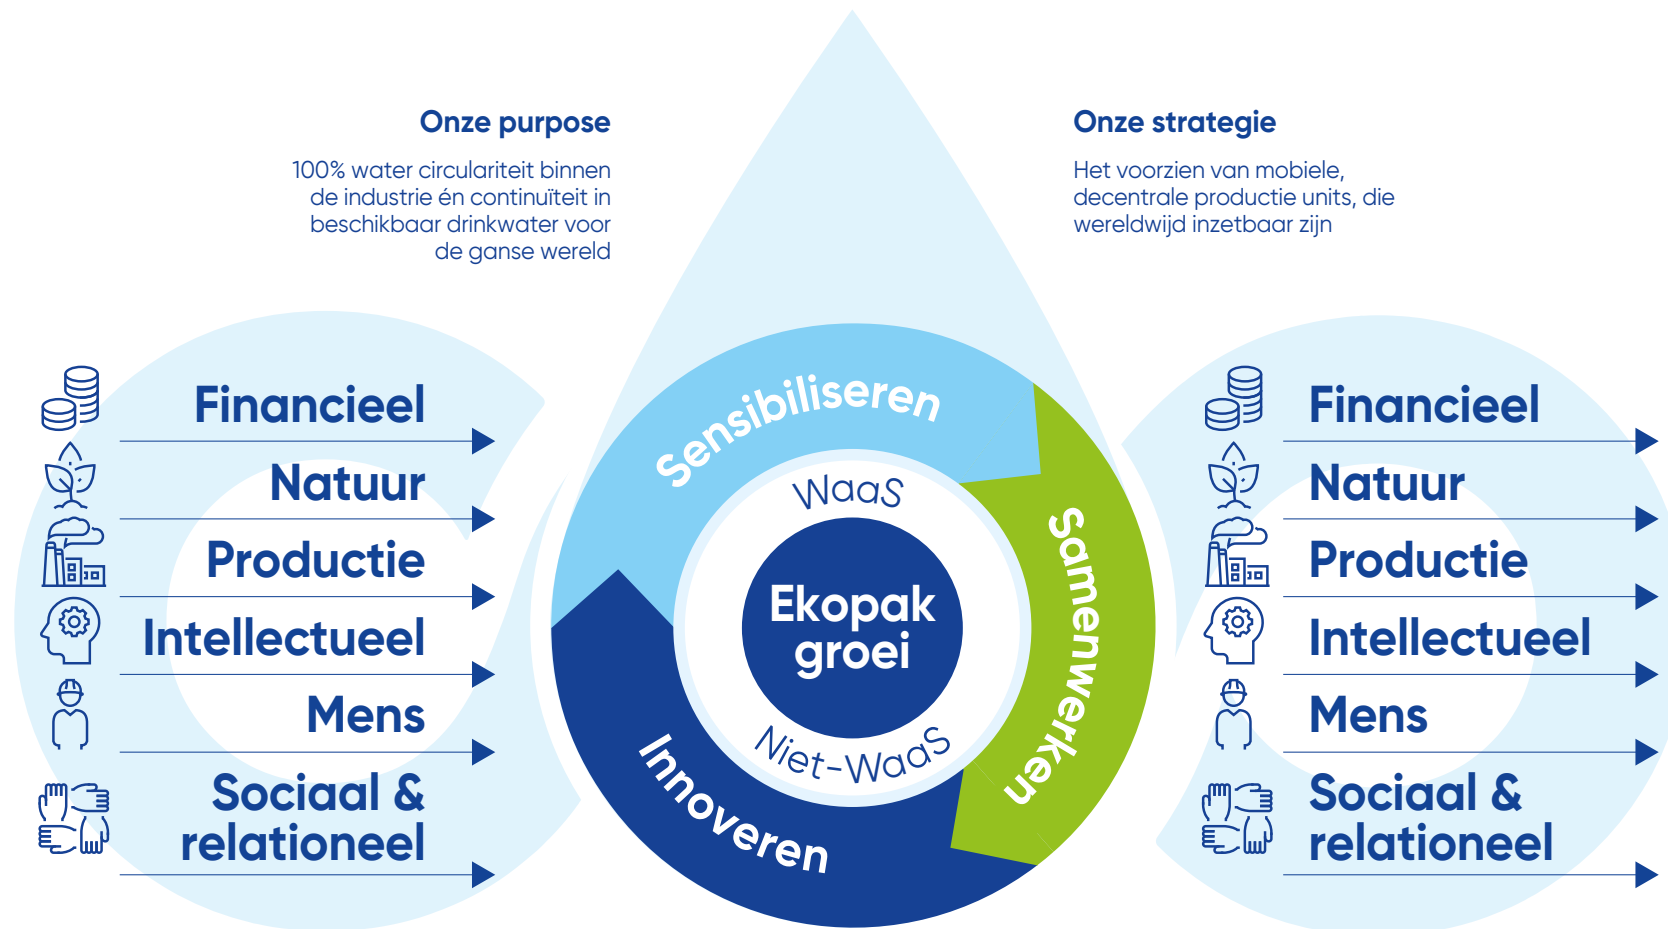 Onze purpose
100% water circulariteit binnen
de industrie én continuïteit in
beschikbaar drinkwater voor
de ganse wereld
Onze strategie
Het voorzien van mobiele,
decentrale productie units, die
wereldwijd inzetbaar zijn
Financieel
Natuur
Productie
Intellectueel
Mens
Sociaal &
relationeel
Sensibiliseren
Samenwerken
Innoveren
WaaS
Ekopak
groei
Niet-WaaS
Financieel
Natuur
Productie
Intellectueel
Mens
Sociaal &
relationeel